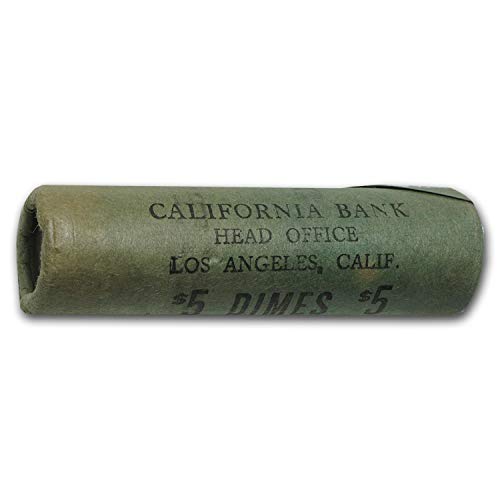 CALIFORNIA BANK
HEAD OFFICE
LOS ANGELES, CALIF.
$5 DIMES $5